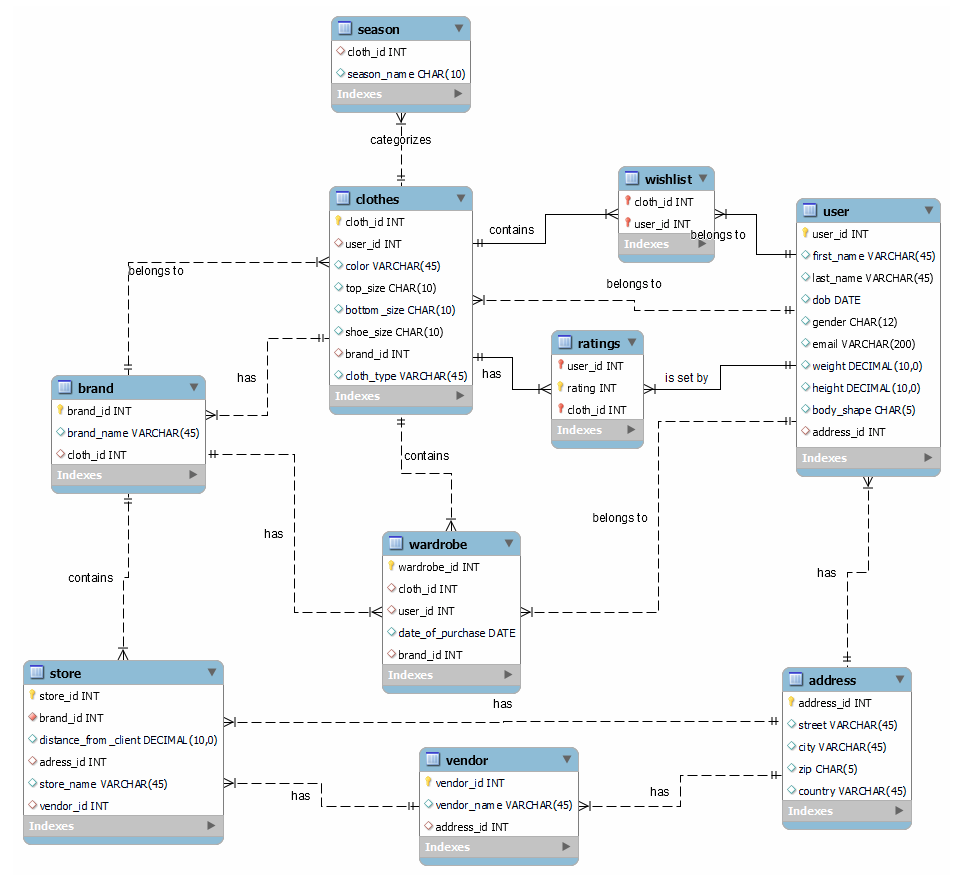 season
cloth_id INT
season_name CHAR(10)
Indexes
categorizes
clothes
cloth_id INT
user_id INT
color VARCHAR(45)
top_size CHAR(10)
bottom_size CHAR(10)
shoe_size CHAR(10)
brand_id INT
cloth_type VARCHAR(45)
Indexes
wishlist
cloth_id INT
user_id INT
Indexes
contains
belongs to
user
user_id INT
first_name VARCHAR(45)
last_name VARCHAR(45)
dob DATE
gender CHAR(12)
email VARCHAR(200)
weight DECIMAL(10,0)
height DECIMAL(10,0)
body_shape CHAR(5)
address_id INT
Indexes
belongs to
belongs to
ratings
user_id INT
rating INT
cloth_id INT
Indexes
has
is set by
has
brand
brand_id INT
brand_name VARCHAR(45)
cloth_id INT
Indexes
contains
has
belongs to
wardrobe
wardrobe_id INT
cloth_id INT
user_id INT
date_of_purchase DATE
brand_id INT
Indexes
contains
has
store
store_id INT
brand_id INT
distance_from_client DECIMAL(10,0)
adress_id INT
store_name VARCHAR(45)
vendor_id INT
Indexes
has
address
address_id INT
street VARCHAR(45)
city VARCHAR(45)
zip CHAR(5)
country VARCHAR(45)
Indexes
vendor
vendor_id INT
vendor_name VARCHAR(45)
address_id INT
Indexes
has
has